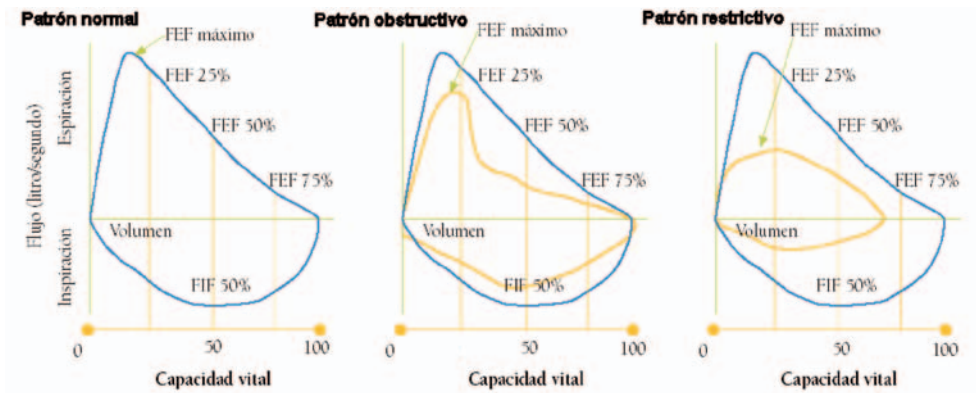 Patrón normal
FEF máximo
FEF 25%
FEF 50%
FEF 75%
Volumen
FIF 50%
Flujo (litro/segundo)
Espiración
Inspiración
0
50
100
Capacidad vital
Patrón obstructivo
FEF máximo
FEF 25%
FEF 50%
FEF 75%
Volumen
FIF 50%
0
50
100
Capacidad vital
Patrón restrictivo
FEF máximo
FEF 25%
FEF 50%
FEF 75%
Volumen
FIF 50%
0
50
100
Capacidad vital